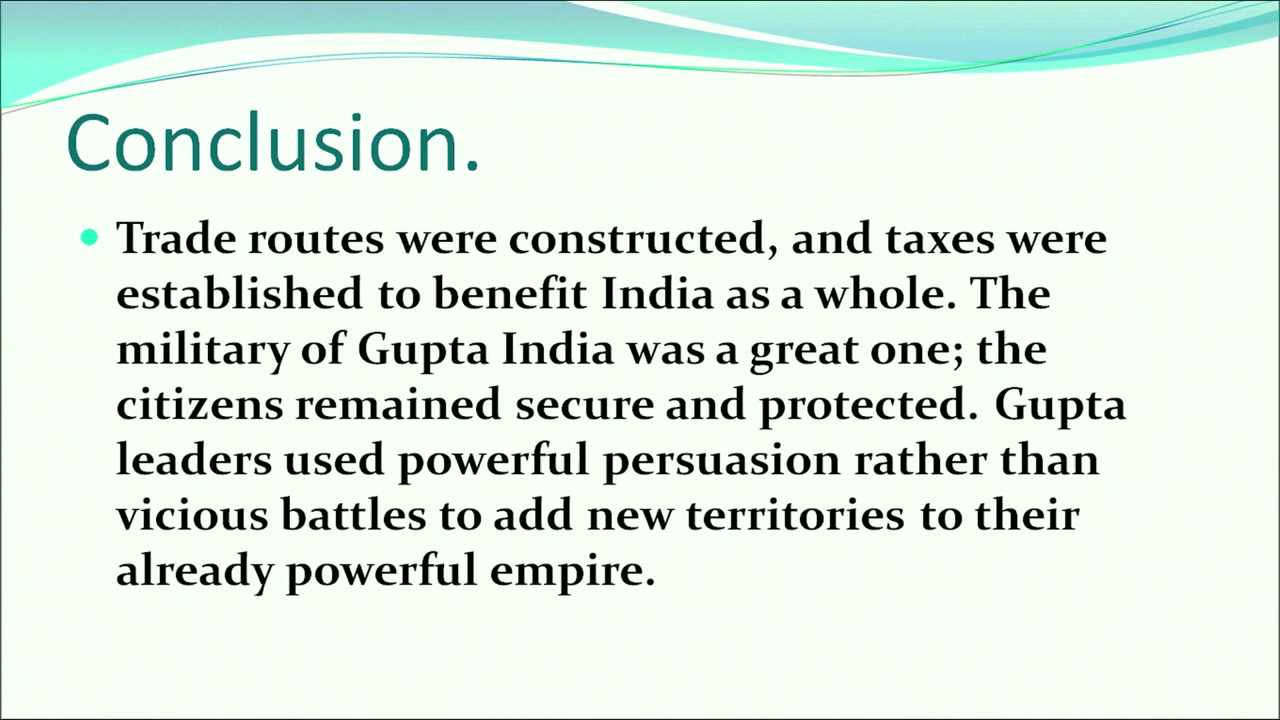 Conclusion.
Trade routes were constructed, and taxes were
established to benefit India as a whole. The
military of Gupta India was a great one; the
citizens remained secure and protected. Gupta
leaders used powerful persuasion rather than
vicious battles to add new territories to their
already powerful empire.